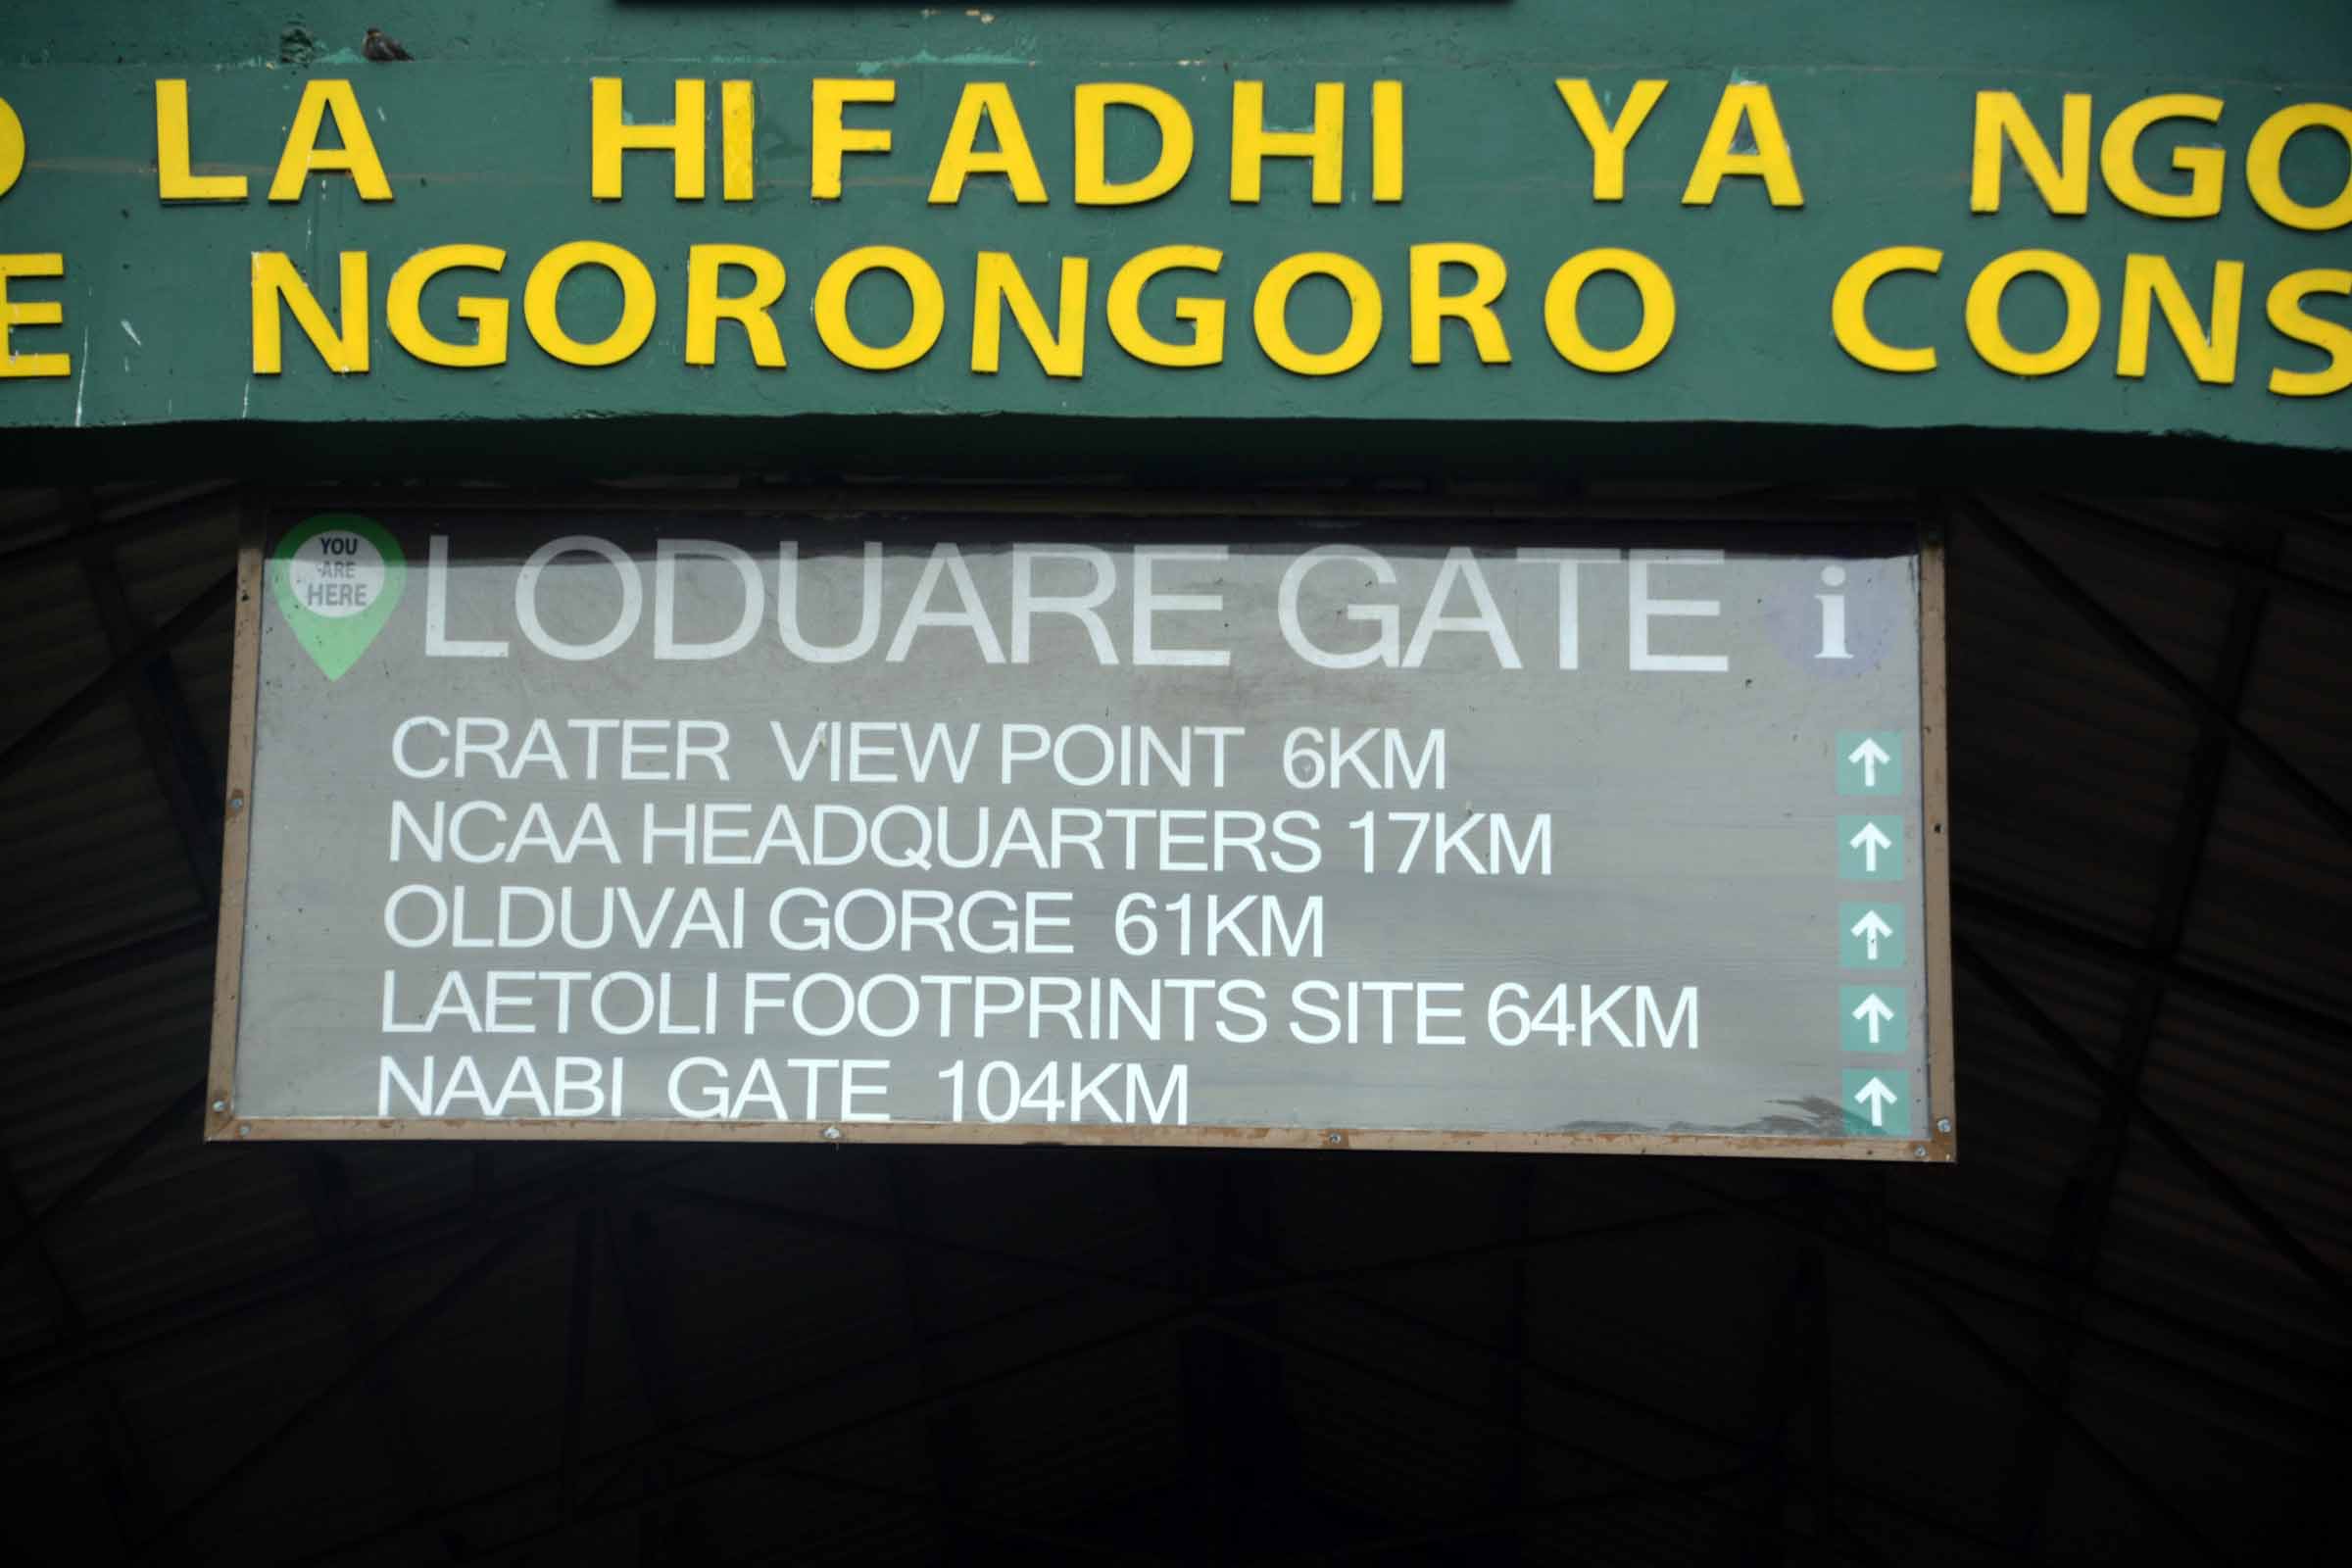 LA HIFADHI YA NGO
E NGORONGORO CONS
YOU
ARE
HERE
LODUARE GATE i
CRATER VIEW POINT 6KM ↑
NCAA HEADQUARTERS 17KM ↑
OLDUVAI GORGE 61KM ↑
LAETOLI FOOTPRINTS SITE 64KM ↑
NAABI GATE 104KM ↑